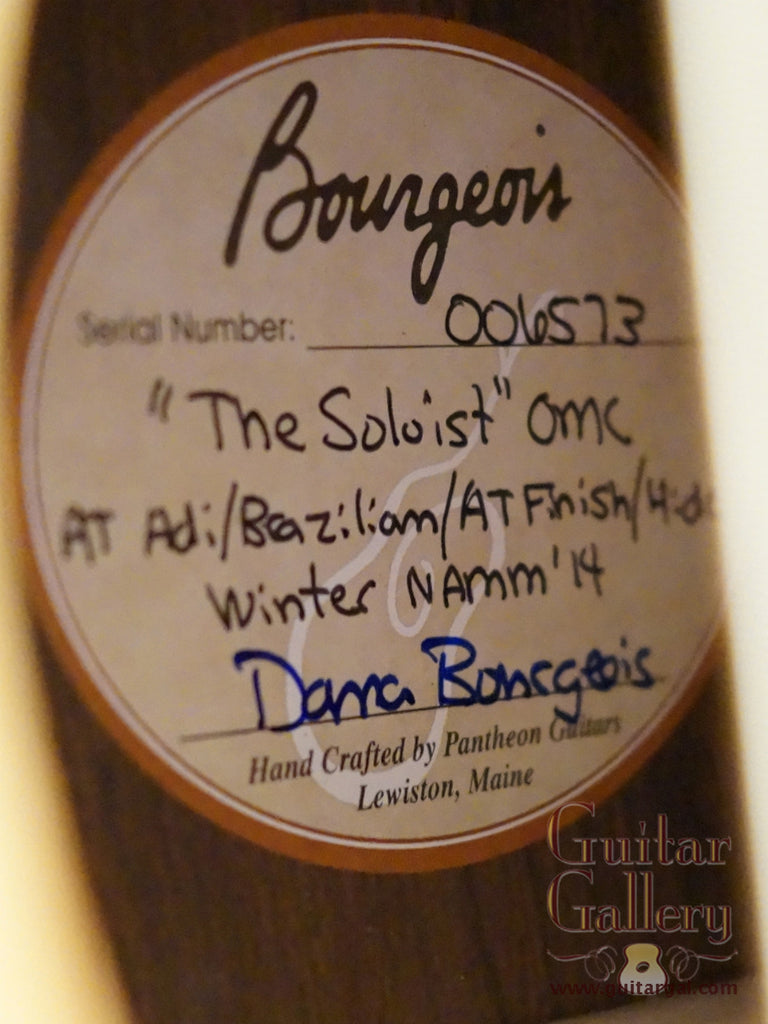 Bourgeois
Serial Number: 006573
"The Soloist" OMC
AT Adi/Brazilian/AT Finish/Hide
Winter NAMM '14
Dana Bourgeois
Hand Crafted by Pantheon Guitars
Lewiston, Maine
Guitar
Gallery
www.guitargal.com